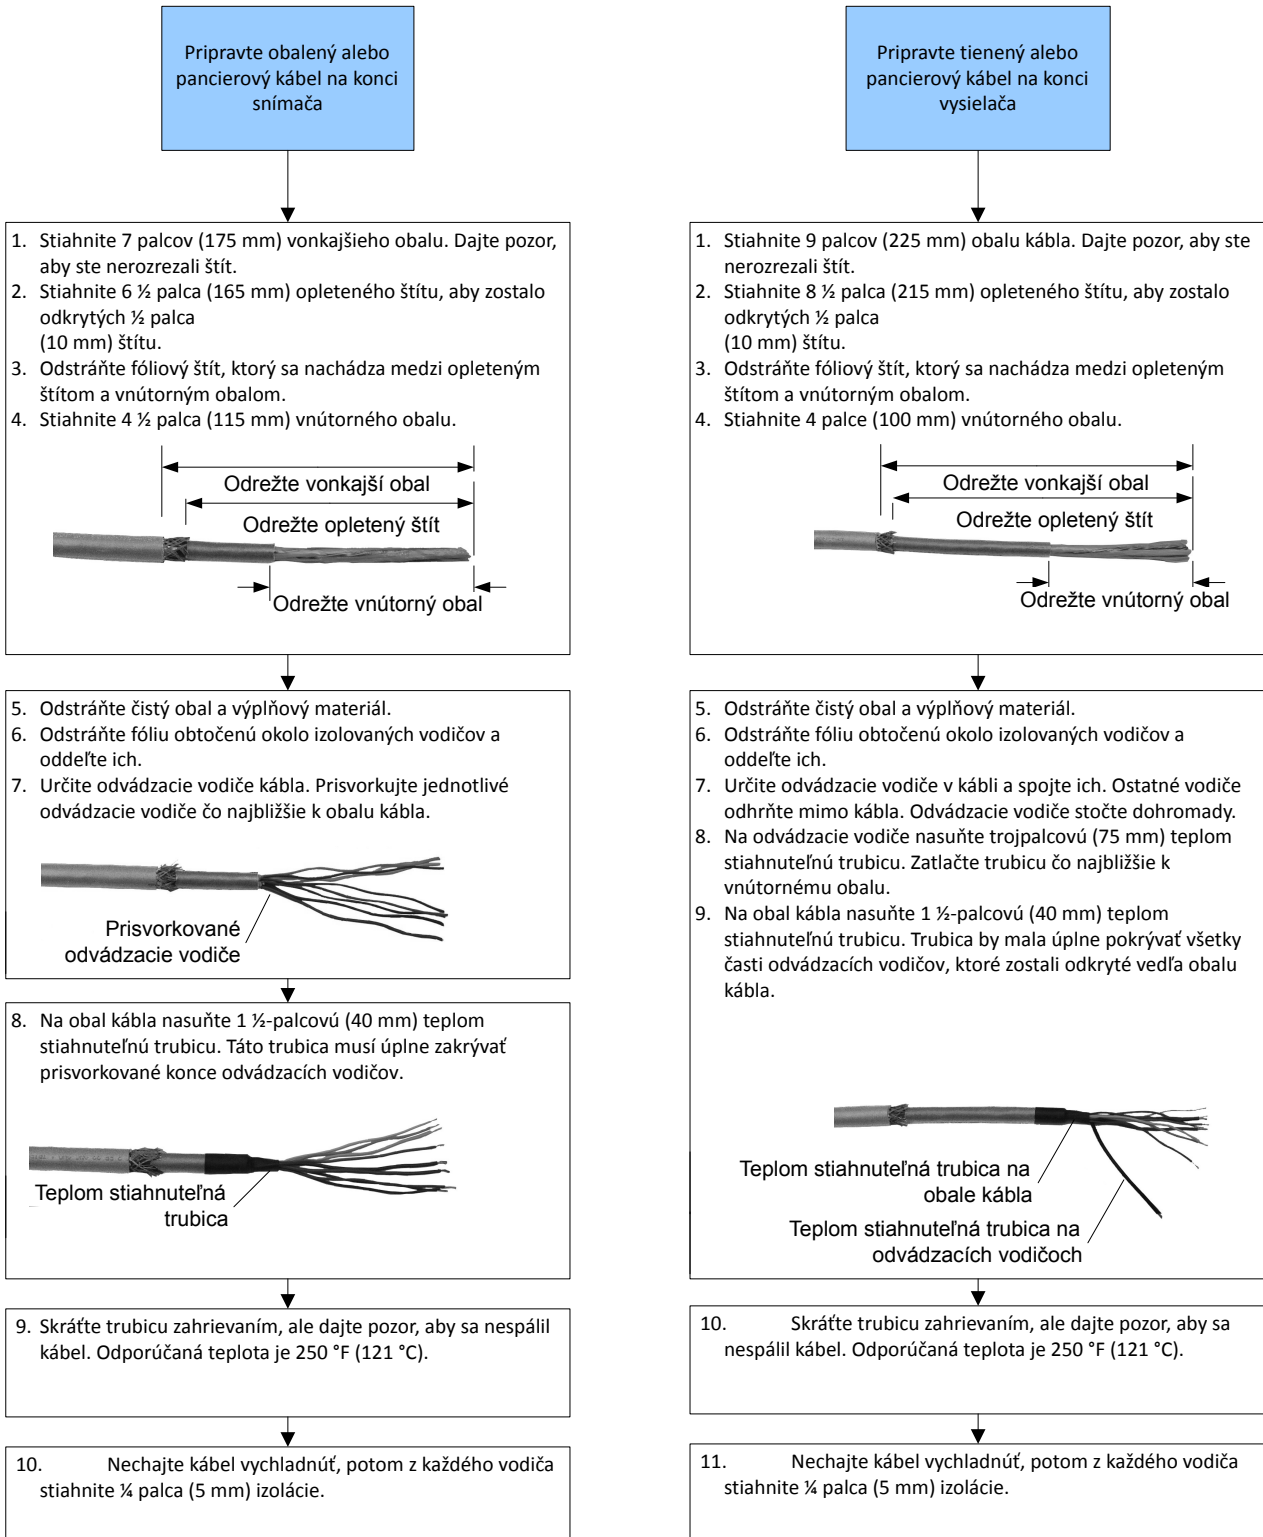 Pripravte obalený alebo
pancierový kábel na konci
snímača
1. Stiahnite 7 palcov (175 mm) vonkajšieho obalu. Dajte pozor,
aby ste nerozrezali štít.
2. Stiahnite 6 ½ palca (165 mm) opleteného štítu, aby zostalo
odkrytých ½ palca
(10 mm) štítu.
3. Odstráňte fóliový štít, ktorý sa nachádza medzi opleteným
štítom a vnútorným obalom.
4. Stiahnite 4 ½ palca (115 mm) vnútorného obalu.
Odrežte vonkajší obal
Odrežte opletený štít
Odrežte vnútorný obal
5. Odstráňte čistý obal a výplňový materiál.
6. Odstráňte fóliu obtočenú okolo izolovaných vodičov a
oddeľte ich.
7. Určite odvádzacie vodiče kábla. Prisvorkujte jednotlivé
odvádzacie vodiče čo najbližšie k obalu kábla.
Prisvorkované
odvádzacie vodiče
8. Na obal kábla nasuňte 1 ½-palcovú (40 mm) teplom
stiahnuteľnú trubicu. Táto trubica musí úplne zakrývať
prisvorkované konce odvádzacích vodičov.
Teplom stiahnuteľná
trubica
9. Skráťte trubicu zahrievaním, ale dajte pozor, aby sa nespálil
kábel. Odporúčaná teplota je 250 °F (121 °C).
10. Nechajte kábel vychladnúť, potom z každého vodiča
stiahnite ¼ palca (5 mm) izolácie.
Pripravte tienený alebo
pancierový kábel na konci
vysielača
1. Stiahnite 9 palcov (225 mm) obalu kábla. Dajte pozor, aby ste
nerozrezali štít.
2. Stiahnite 8 ½ palca (215 mm) opleteného štítu, aby zostalo
odkrytých ½ palca
(10 mm) štítu.
3. Odstráňte fóliový štít, ktorý sa nachádza medzi opleteným
štítom a vnútorným obalom.
4. Stiahnite 4 palce (100 mm) vnútorného obalu.
Odrežte vonkajší obal
Odrežte opletený štít
Odrežte vnútorný obal
5. Odstráňte čistý obal a výplňový materiál.
6. Odstráňte fóliu obtočenú okolo izolovaných vodičov a
oddeľte ich.
7. Určite odvádzacie vodiče v kábli a spojte ich. Ostatné vodiče
odhrňte mimo kábla. Odvádzacie vodiče stočte dohromady.
8. Na odvádzacie vodiče nasuňte trojpalcovú (75 mm) teplom
stiahnuteľnú trubicu. Zatlačte trubicu čo najbližšie k
vnútornému obalu.
9. Na obal kábla nasuňte 1 ½-palcovú (40 mm) teplom
stiahnuteľnú trubicu. Trubica by mala úplne pokrývať všetky
časti odvádzacích vodičov, ktoré zostali odkryté vedľa obalu
kábla.
Teplom stiahnuteľná trubica na
obale kábla
Teplom stiahnuteľná trubica na
odvádzacích vodičoch
10. Skráťte trubicu zahrievaním, ale dajte pozor, aby sa
nespálil kábel. Odporúčaná teplota je 250 °F (121 °C).
11. Nechajte kábel vychladnúť, potom z každého vodiča
stiahnite ¼ palca (5 mm) izolácie.